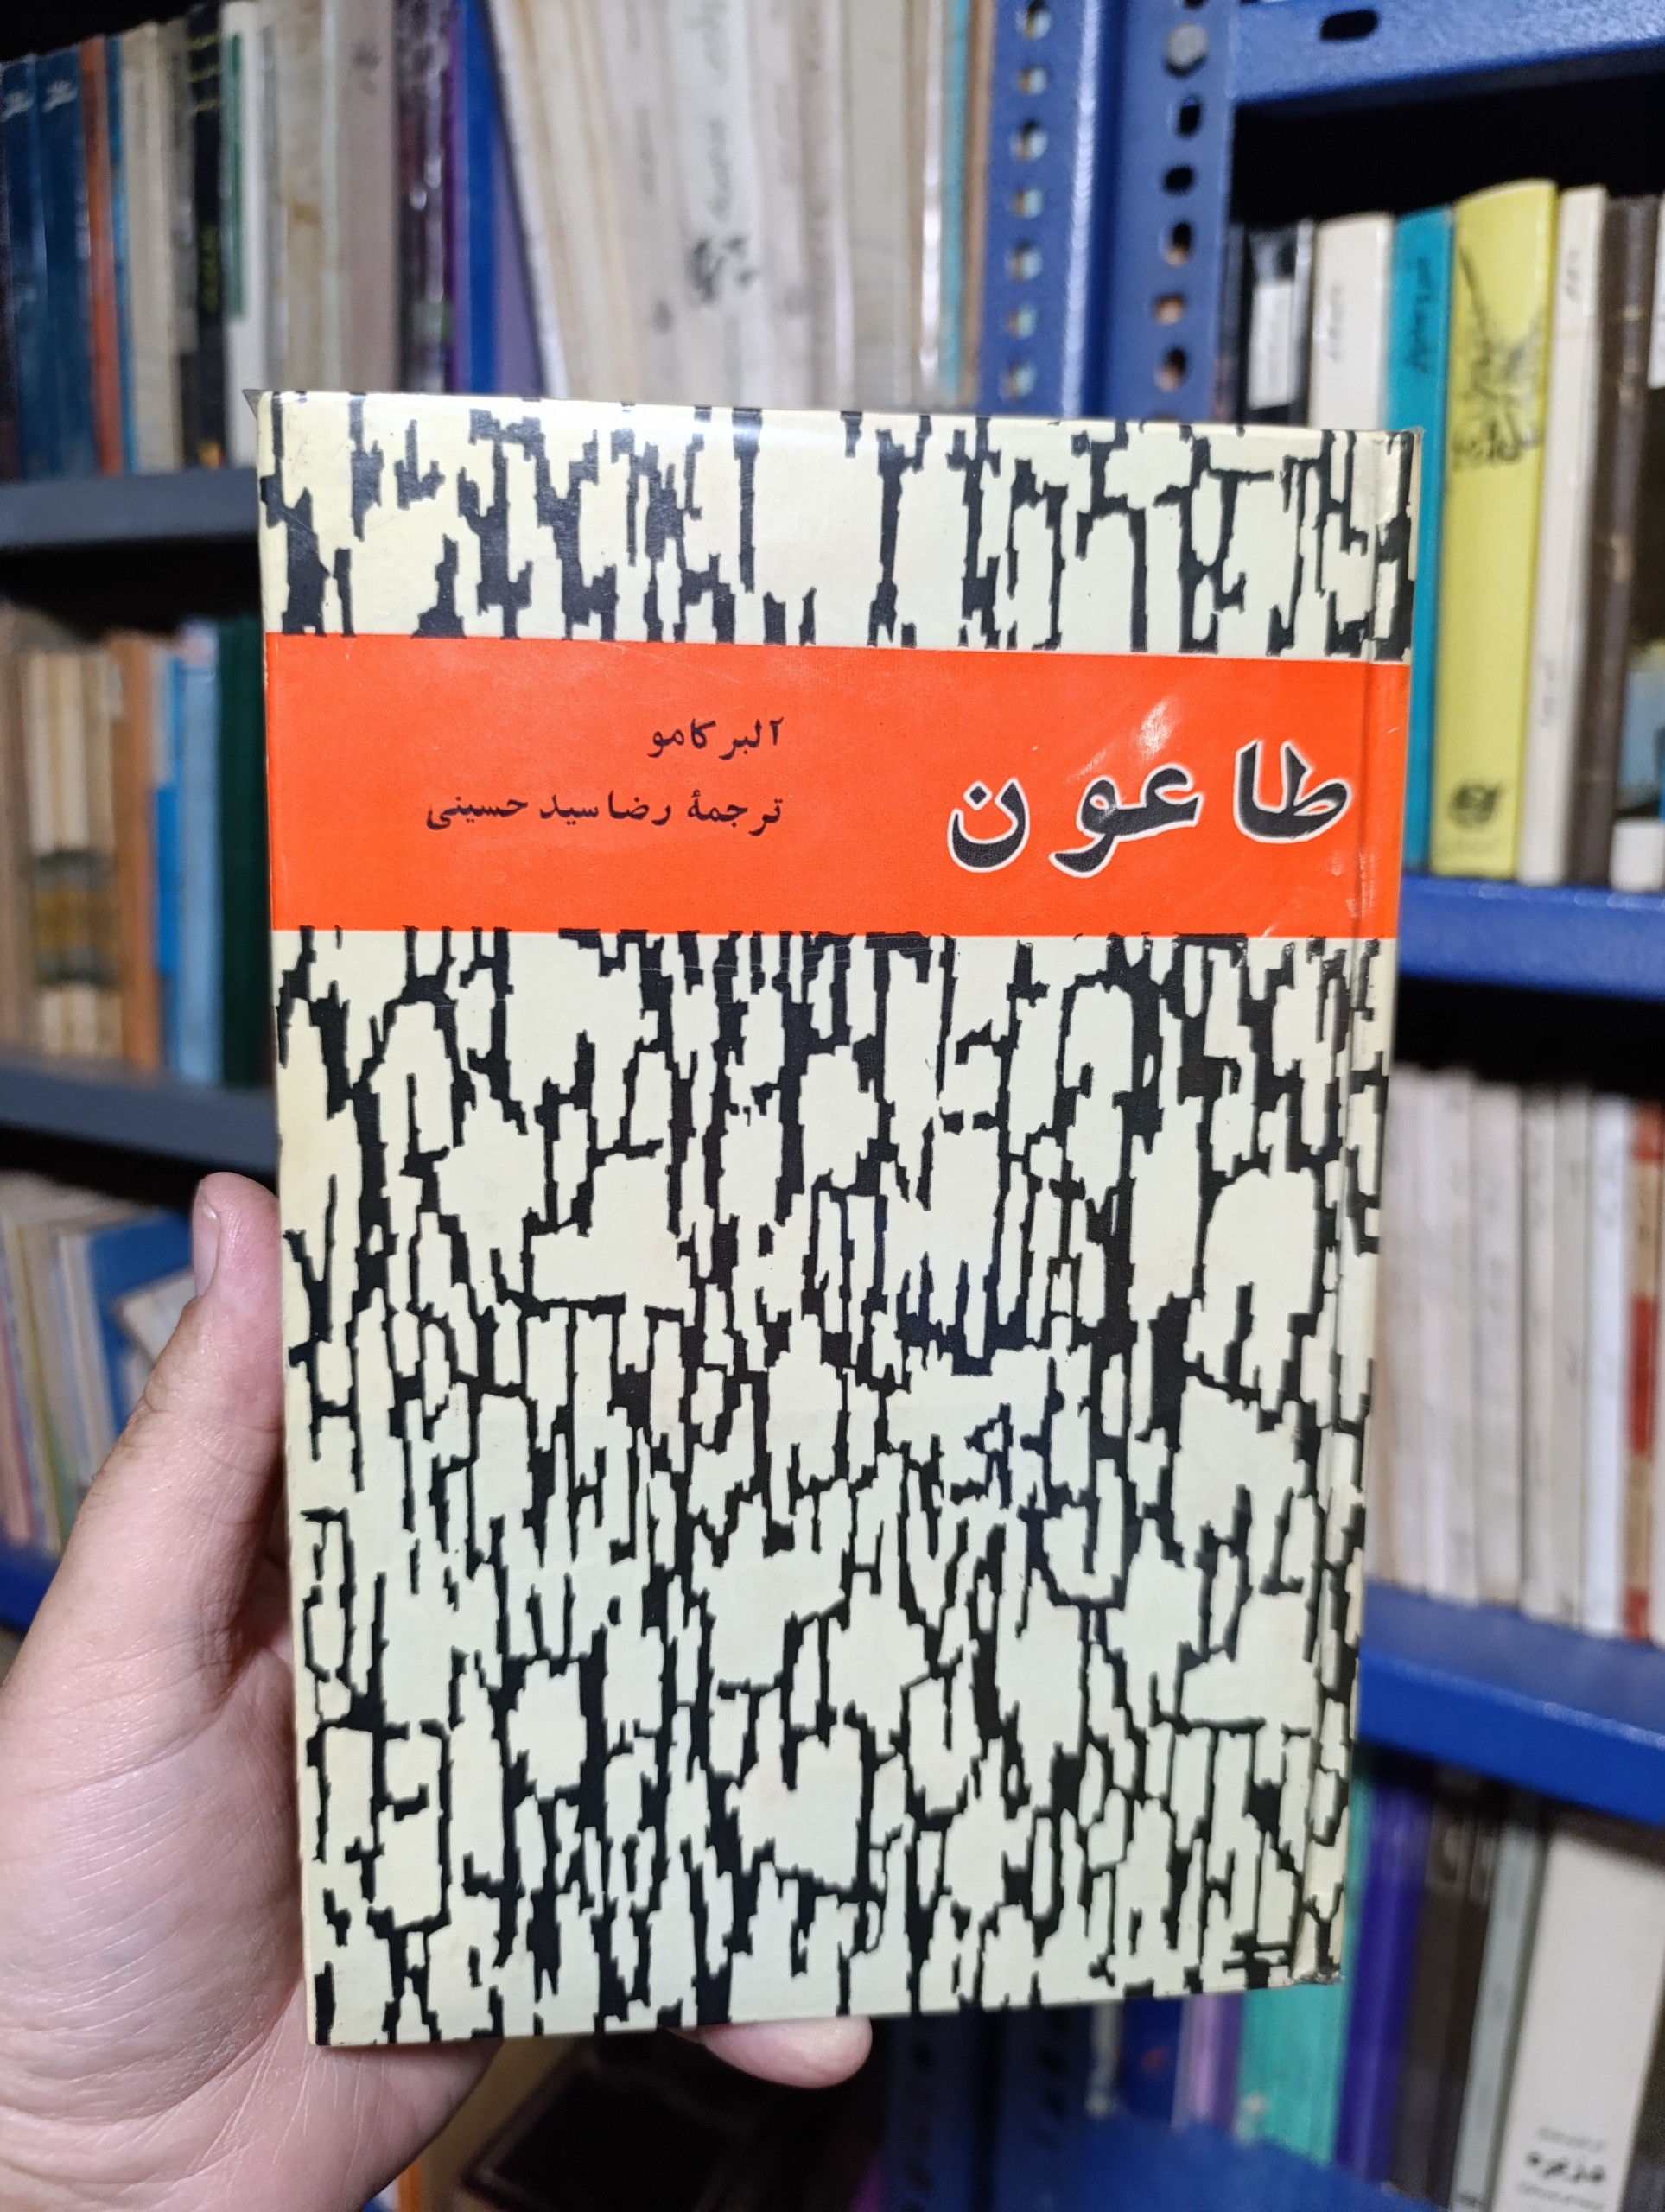 طاعون
آلبر کامو
ترجمهٔ رضا سید حسینی